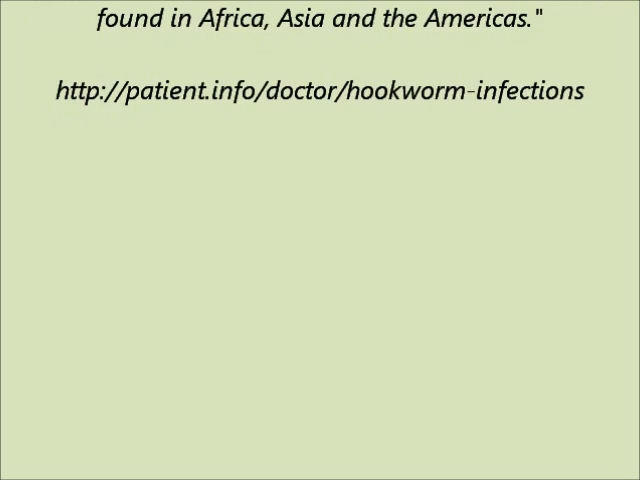 found in Africa, Asia and the Americas."
http://patient.info/doctor/hookworm-infections